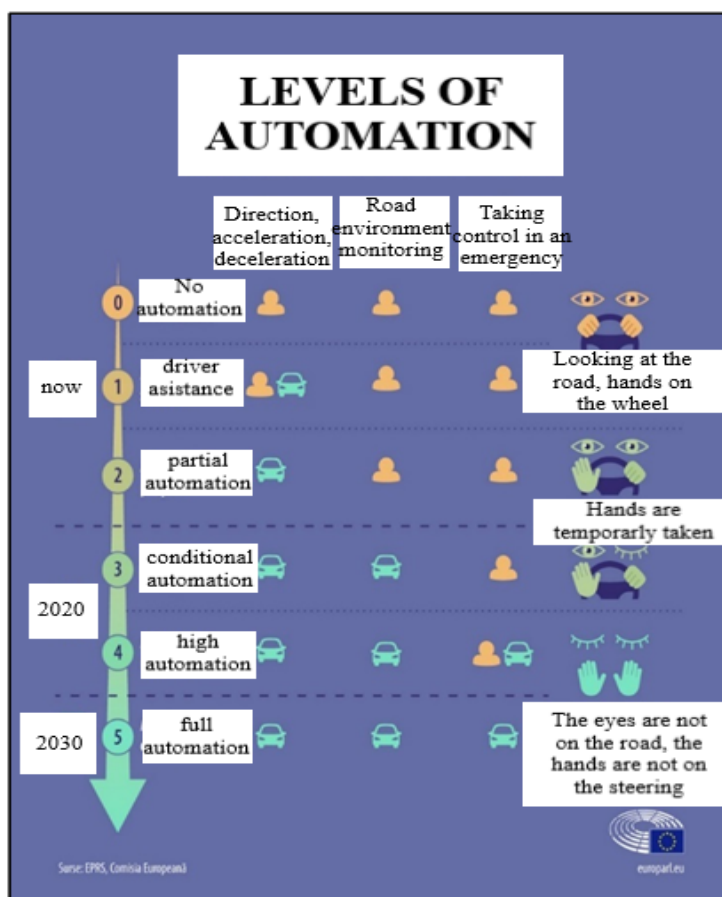 LEVELS OF
AUTOMATION
Direction,
acceleration,
deceleration
Road
environment
monitoring
Taking
control in an
emergency
0
No
automation
now
1
driver
asistance
Looking at the
road, hands on
the wheel
2
partial
automation
Hands are
temporarly taken
3
conditional
automation
2020
4
high
automation
2030
5
full
automation
The eyes are not
on the road, the
hands are not on
the steering
Surse: EPRS, Comisia Europeană
europarl.eu